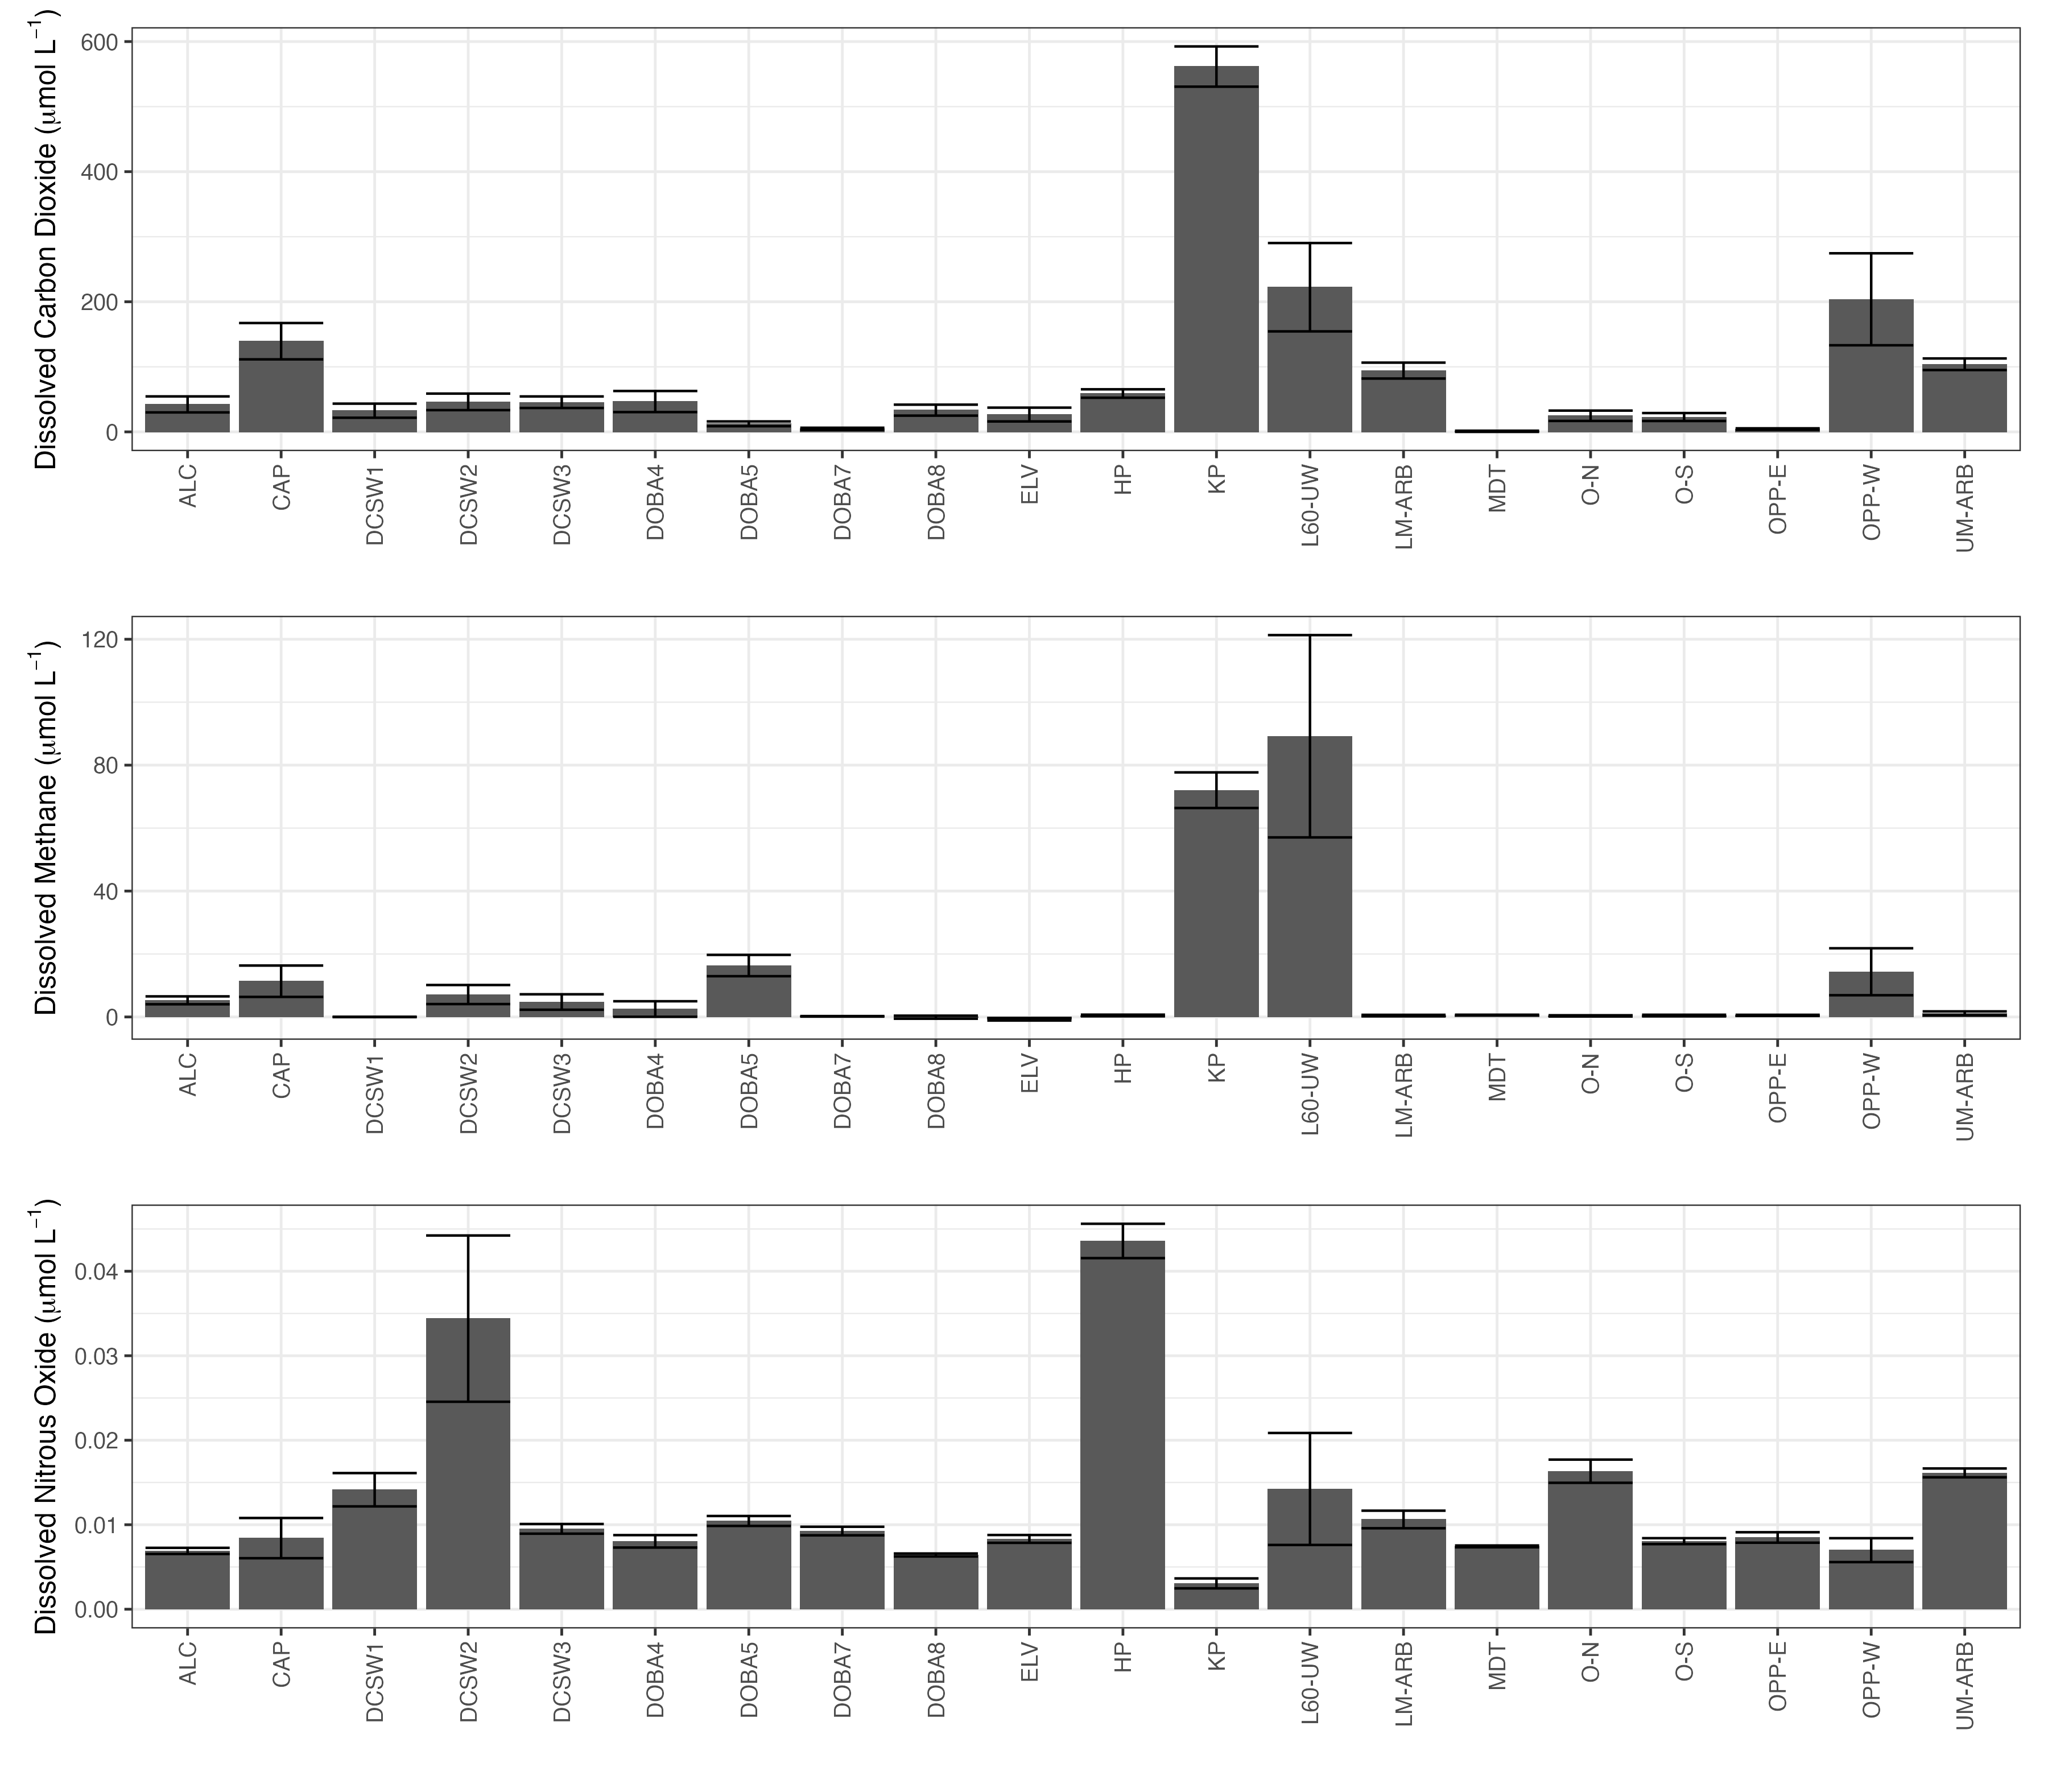 Dissolved Carbon Dioxide (μmol L⁻¹)
600
400
200
0
ALC CAP DCSW1 DCSW2 DCSW3 DOBA4 DOBA5 DOBA7 DOBA8 ELV HP KP L60-UW LM-ARB MDT O-N O-S OPP-E OPP-W UM-ARB
Dissolved Methane (μmol L⁻¹)
120
80
40
0
ALC CAP DCSW1 DCSW2 DCSW3 DOBA4 DOBA5 DOBA7 DOBA8 ELV HP KP L60-UW LM-ARB MDT O-N O-S OPP-E OPP-W UM-ARB
Dissolved Nitrous Oxide (μmol L⁻¹)
0.04
0.03
0.02
0.01
0.00
ALC CAP DCSW1 DCSW2 DCSW3 DOBA4 DOBA5 DOBA7 DOBA8 ELV HP KP L60-UW LM-ARB MDT O-N O-S OPP-E OPP-W UM-ARB